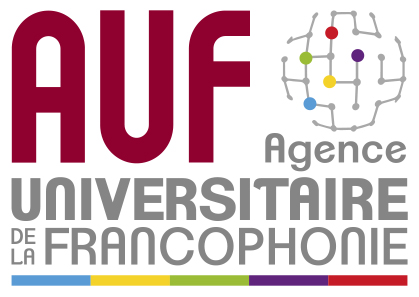 AUF
Agence
UNIVERSITAIRE
DE LA FRANCOPHONIE